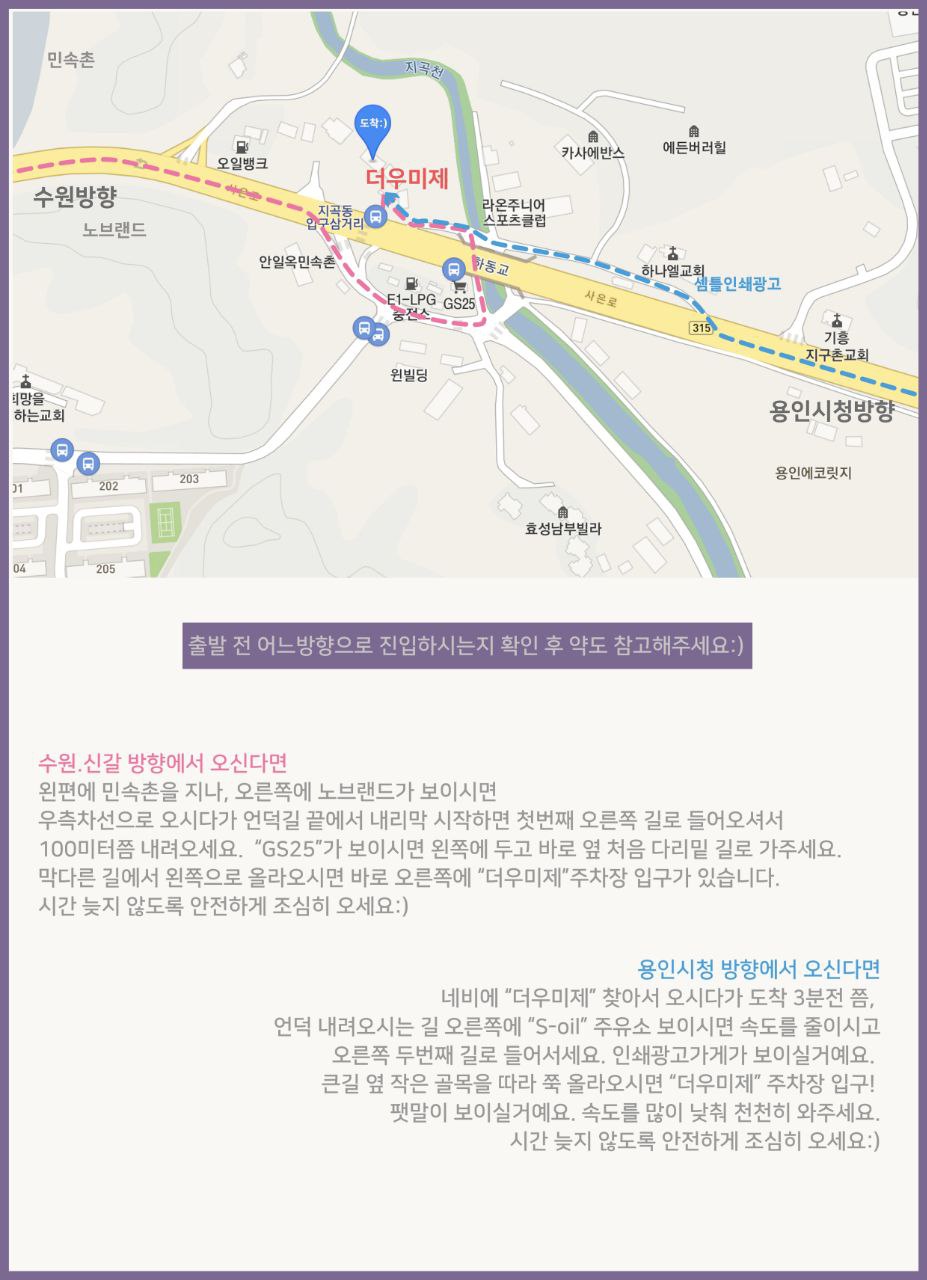 민속촌
지곡천
도착:)
오일뱅크
카사에반스
에든버러힐
더우미제
수원방향
사은로
노브랜드
지곡동
입구삼거리
라온주니어
스포츠클럽
안일옥민속촌
하동교
하나엘교회
셈틀인쇄광고
E1-LPG
충전소
GS25
사은로
315
기흥
지구촌교회
윈빌딩
용인시청방향
희망을
하는교회
용인에코릿지
01
202
203
효성남부빌라
04
205
출발 전 어느방향으로 진입하시는지 확인 후 약도 참고해주세요:)
수원.신갈 방향에서 오신다면
왼편에 민속촌을 지나, 오른쪽에 노브랜드가 보이시면
우측차선으로 오시다가 언덕길 끝에서 내리막 시작하면 첫번째 오른쪽 길로 들어오셔서
100미터쯤 내려오세요. “GS25”가 보이시면 왼쪽에 두고 바로 옆 처음 다리밑 길로 가주세요.
막다른 길에서 왼쪽으로 올라오시면 바로 오른쪽에 “더우미제”주차장 입구가 있습니다.
시간 늦지 않도록 안전하게 조심히 오세요:)
용인시청 방향에서 오신다면
네비에 “더우미제” 찾아서 오시다가 도착 3분전 쯤,
언덕 내려오시는 길 오른쪽에 “S-oil” 주유소 보이시면 속도를 줄이시고
오른쪽 두번째 길로 들어서세요. 인쇄광고가게가 보이실거예요.
큰길 옆 작은 골목을 따라 쭉 올라오시면 “더우미제” 주차장 입구!
팻말이 보이실거예요. 속도를 많이 낮춰 천천히 와주세요.
시간 늦지 않도록 안전하게 조심히 오세요:)